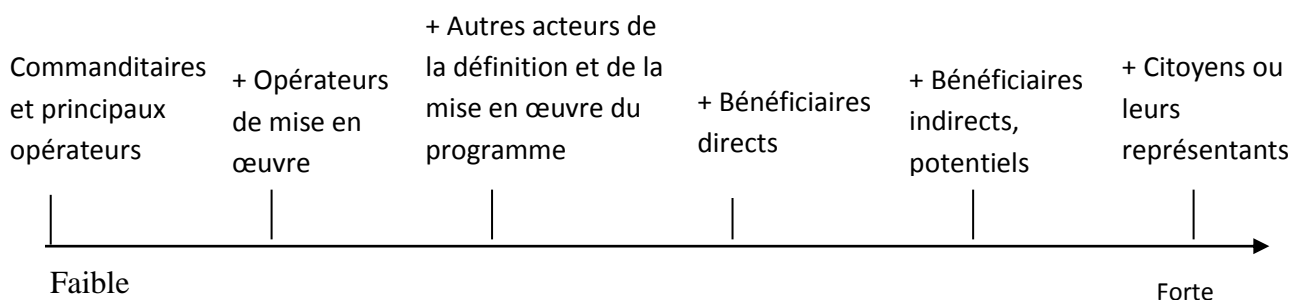 Commanditaires
et principaux
opérateurs
+ Opérateurs
de mise en
œuvre
+ Autres acteurs de
la définition et de la
mise en œuvre du
programme
+ Bénéficiaires
directs
+ Bénéficiaires
indirects,
potentiels
+ Citoyens ou
leurs
représentants
Faible
Forte